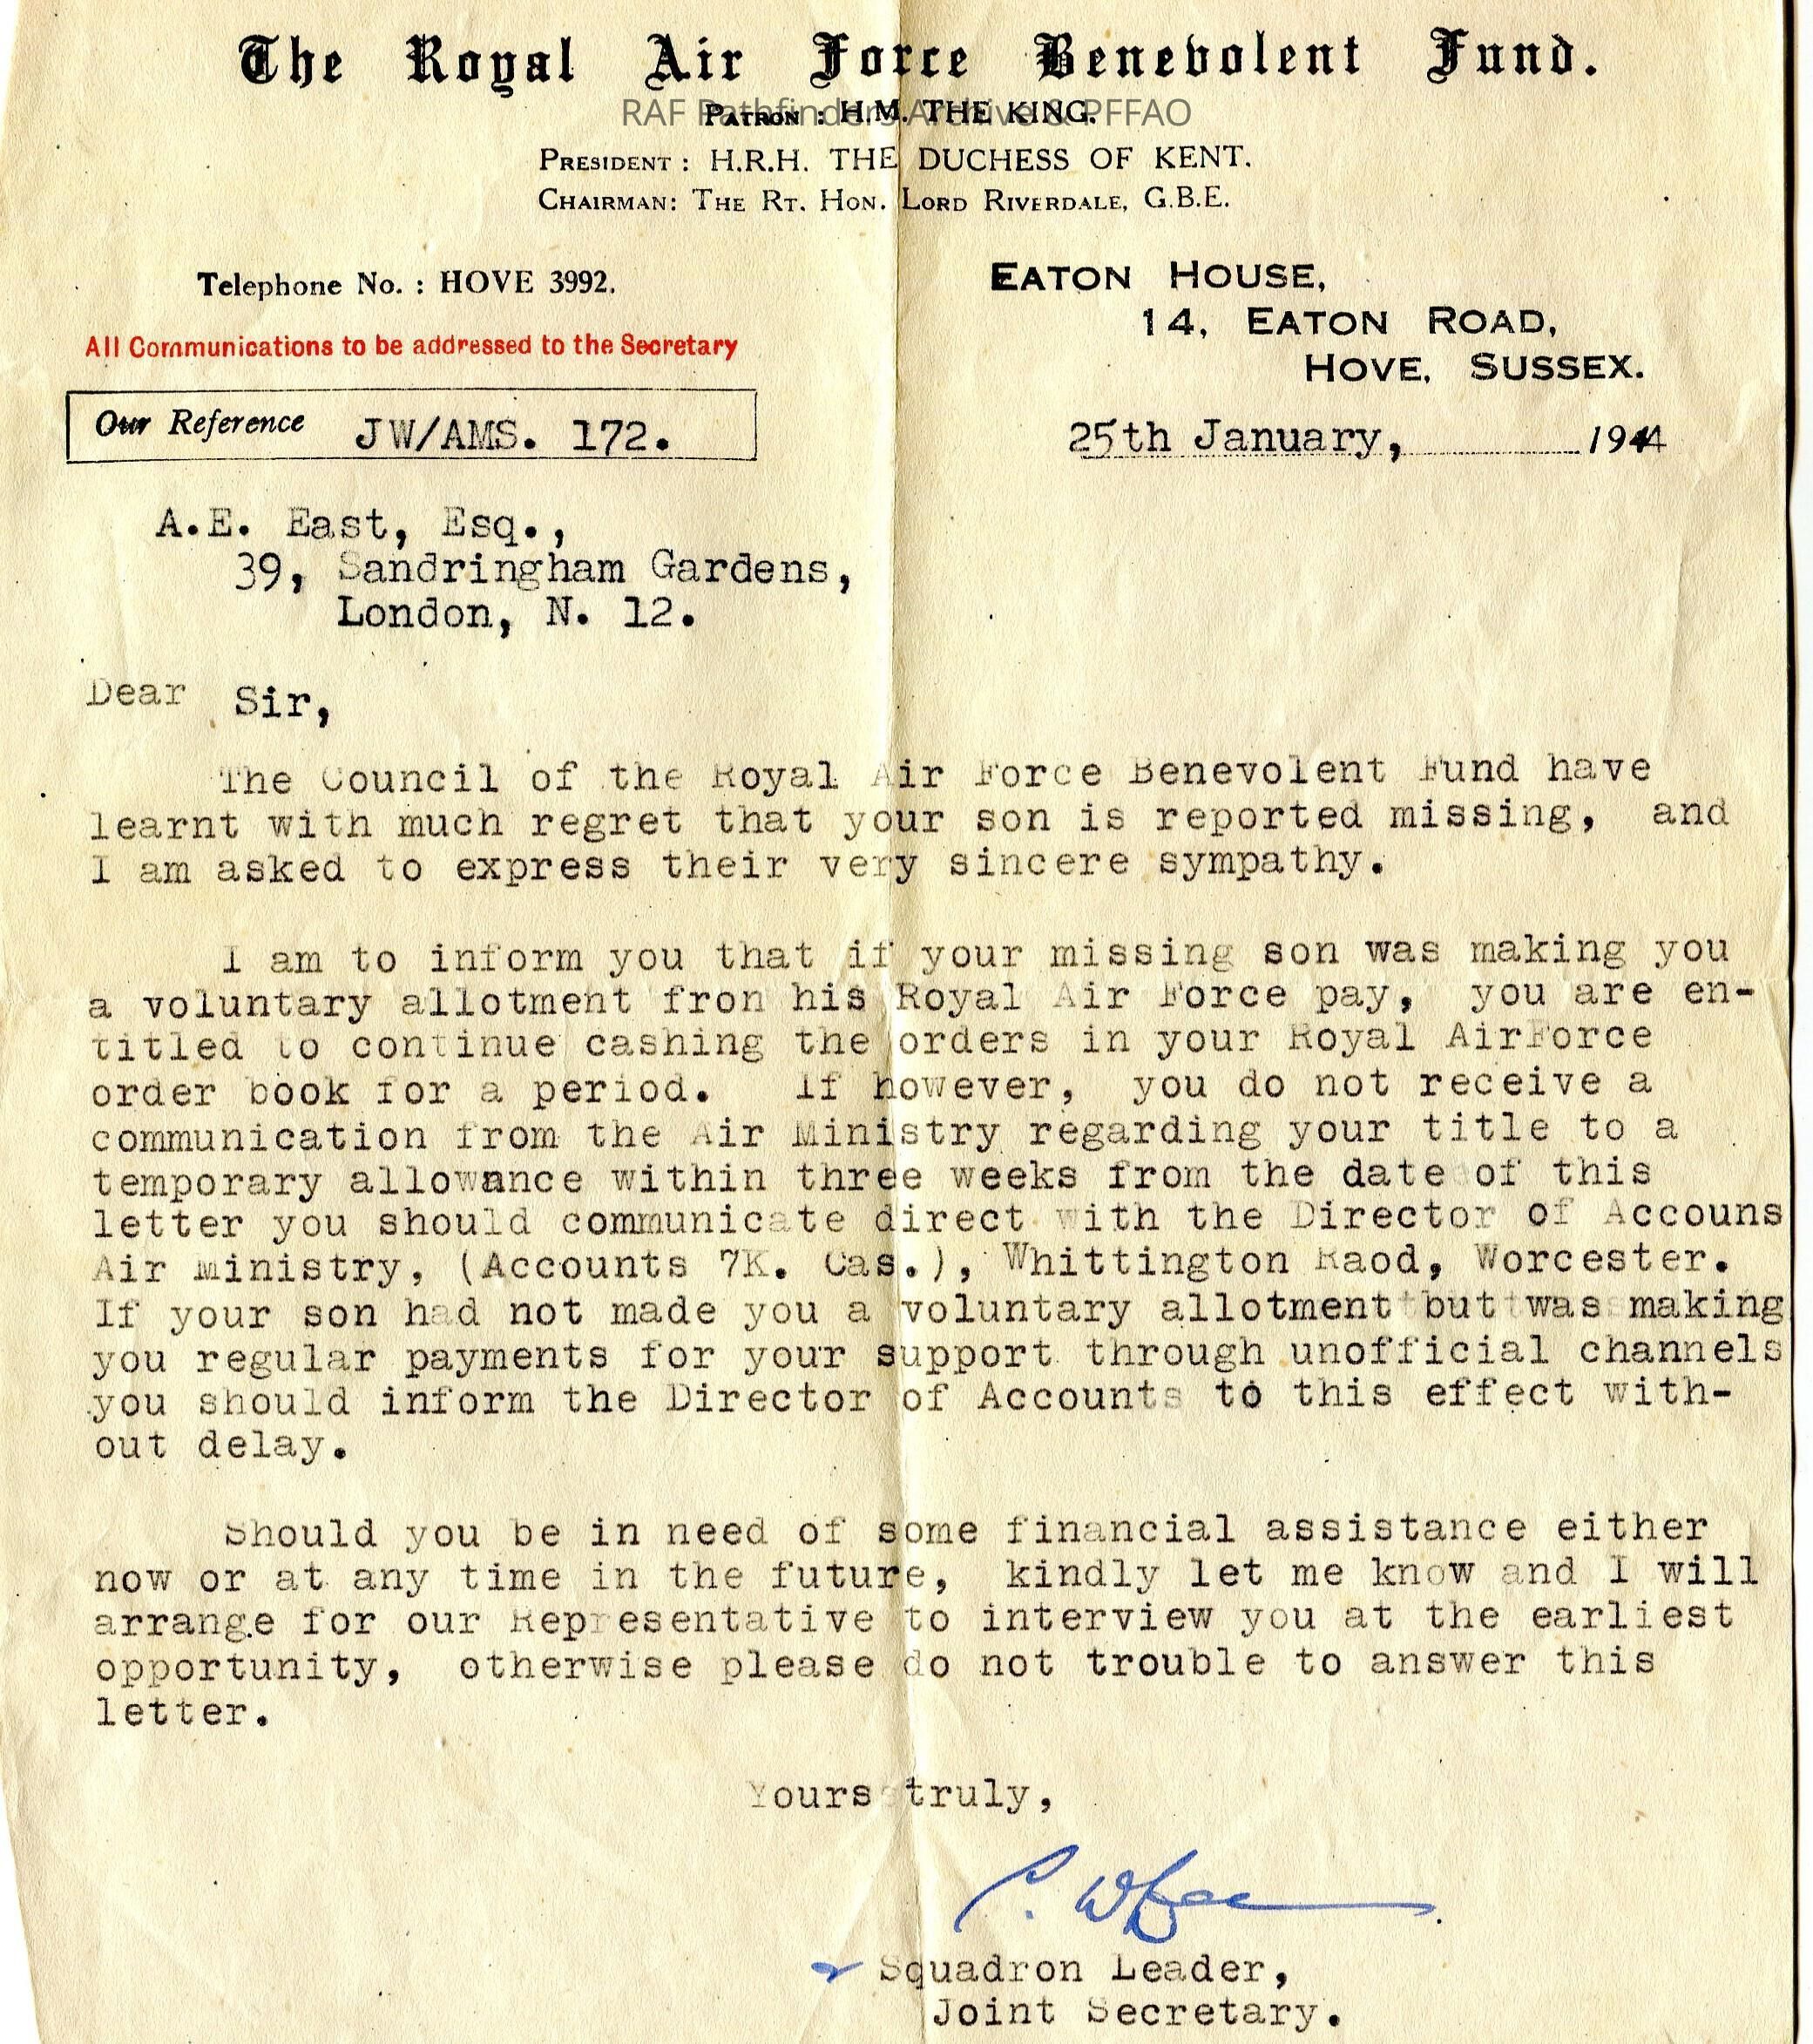 The Royal Air Force Benevolent Fund.
RAF Pathfinders Archive & PFFAO
PATRON : H.M. THE KING.
PRESIDENT : H.R.H. THE DUCHESS OF KENT.
CHAIRMAN: THE RT. HON. LORD RIVERDALE, G.B.E.
Telephone No. : HOVE 3992.
EATON HOUSE,
14, EATON ROAD,
HOVE, SUSSEX.
All Communications to be addressed to the Secretary
Our Reference JW/AMS. 172.
25th January, 1944
A.E. East, Esq.,
39, Sandringham Gardens,
London, N. 12.
Dear Sir,
The Council of the Royal Air Force Benevolent Fund have
learnt with much regret that your son is reported missing, and
I am asked to express their very sincere sympathy.
I am to inform you that if your missing son was making you
a voluntary allotment fron his Royal Air Force pay, you are en-
titled to continue cashing the orders in your Royal AirForce
order book for a period. If however, you do not receive a
communication from the Air Ministry regarding your title to a
temporary allowance within three weeks from the date of this
letter you should communicate direct with the Director of Accouns
Air Ministry, (Accounts 7K. Cas.), Whittington Raod, Worcester.
If your son had not made you a voluntary allotment but was making
you regular payments for your support through unofficial channels
you should inform the Director of Accounts to this effect with-
out delay.
Should you be in need of some financial assistance either
now or at any time in the future, kindly let me know and I will
arrange for our Representative to interview you at the earliest
opportunity, otherwise please do not trouble to answer this
letter.
Yours truly,
Squadron Leader,
Joint Secretary.